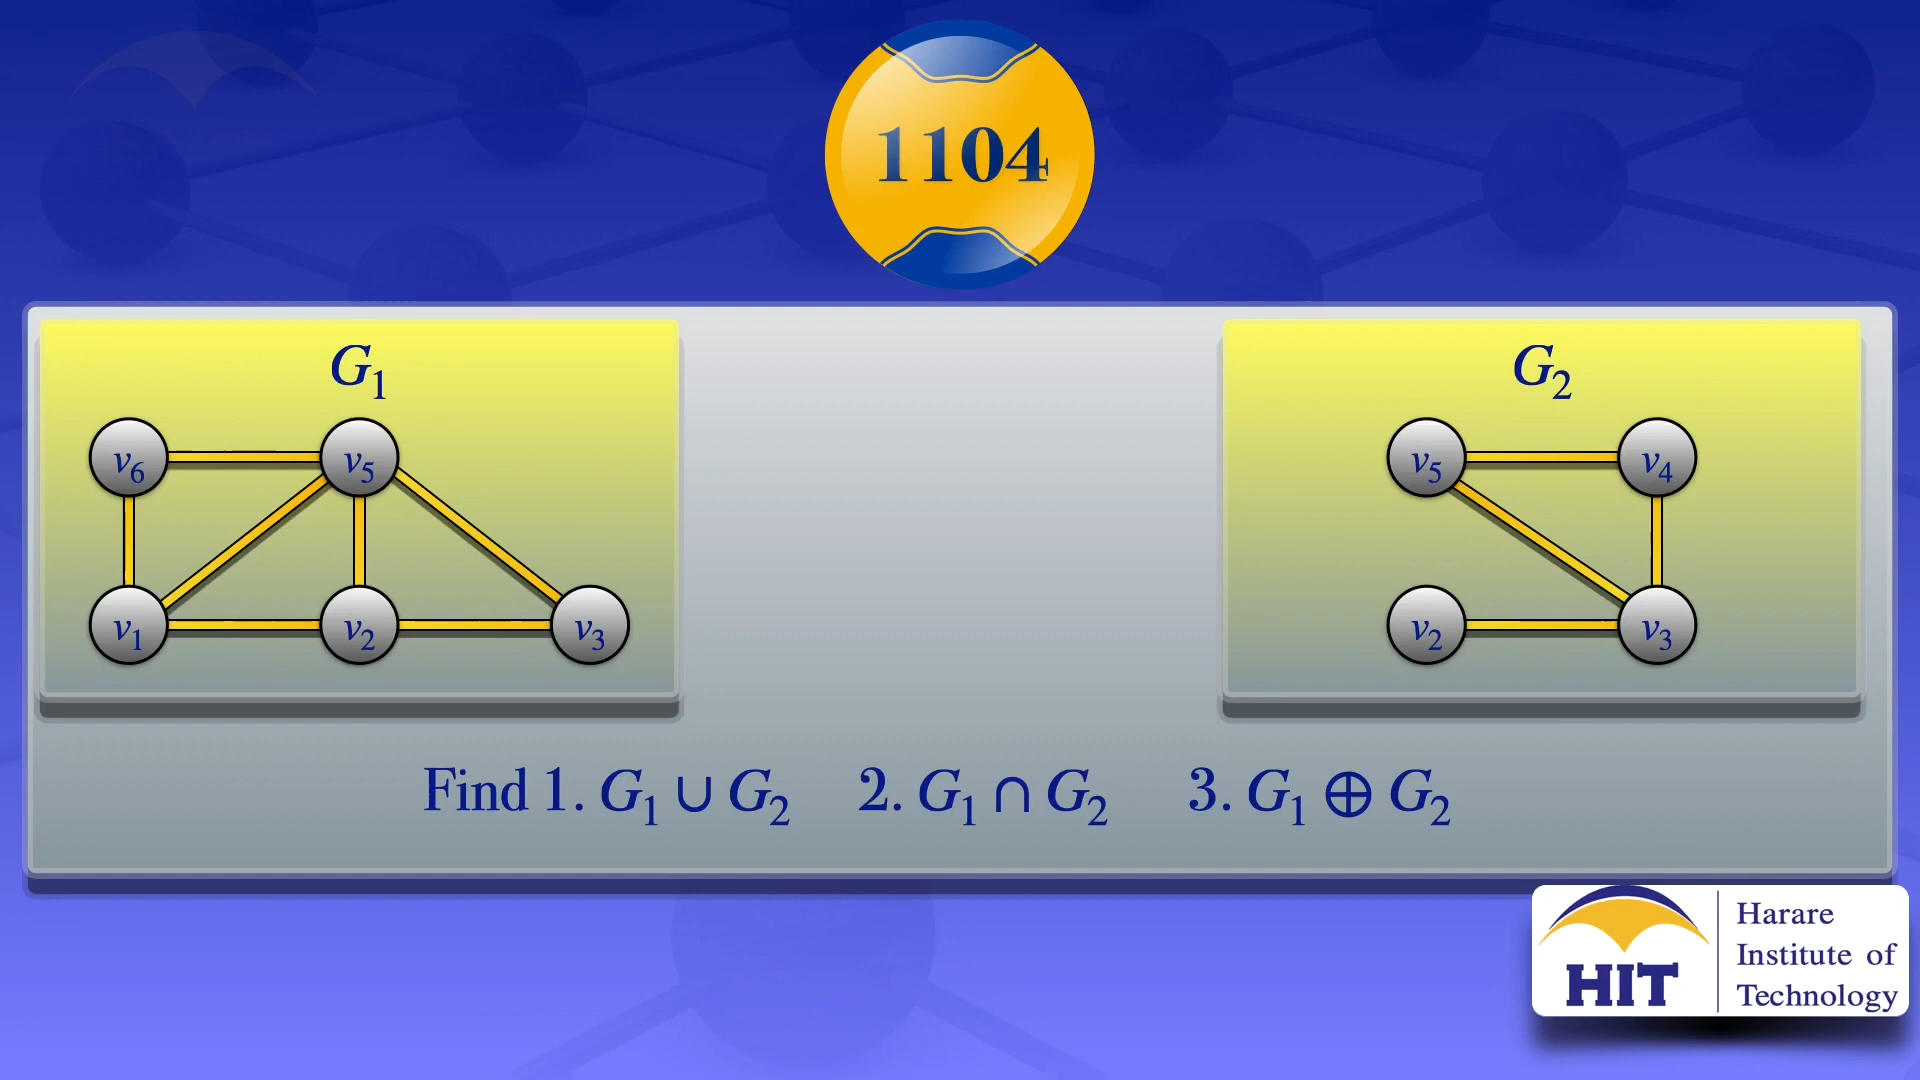 1104
G₁
G₂
v₆ v₅
v₅ v₄
v₁ v₂ v₃
v₂ v₃
Find 1. G₁ ∪ G₂ 2. G₁ ∩ G₂ 3. G₁ ⊕ G₂
HIT
Harare
Institute of
Technology